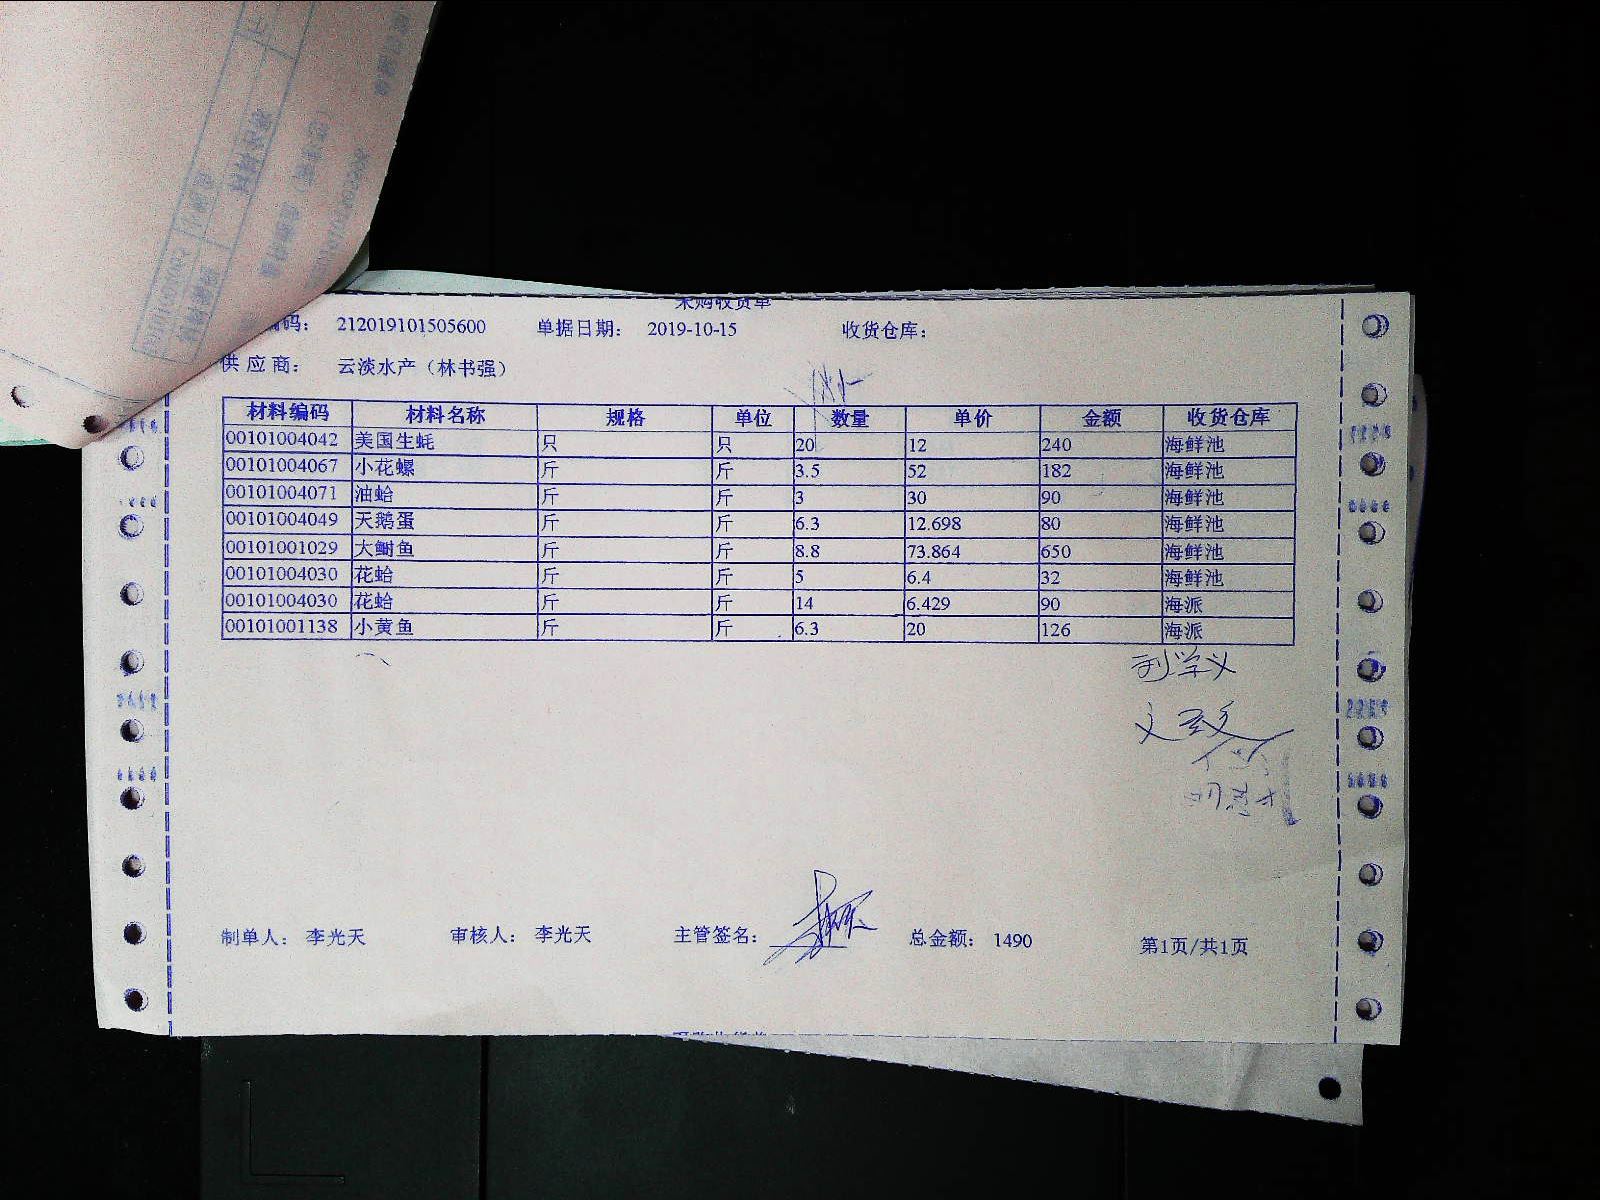 采购收货单
编码： 212019101505600 单据日期： 2019-10-15 收货仓库：
供 应 商： 云淡水产（林书强）
材料编码 材料名称 规格 单位 数量 单价 金额 收货仓库
00101004042 美国生蚝 只 只 20 12 240 海鲜池
00101004067 小花螺 斤 斤 3.5 52 182 海鲜池
00101004071 油蛤 斤 斤 3 30 90 海鲜池
00101004049 天鹅蛋 斤 斤 6.3 12.698 80 海鲜池
00101001029 大鲥鱼 斤 斤 8.8 73.864 650 海鲜池
00101004030 花蛤 斤 斤 5 6.4 32 海鲜池
00101004030 花蛤 斤 斤 14 6.429 90 海派
00101001138 小黄鱼 斤 斤 6.3 20 126 海派
刘学义
制单人： 李光天 审核人： 李光天 主管签名： 总金额： 1490 第1页/共1页